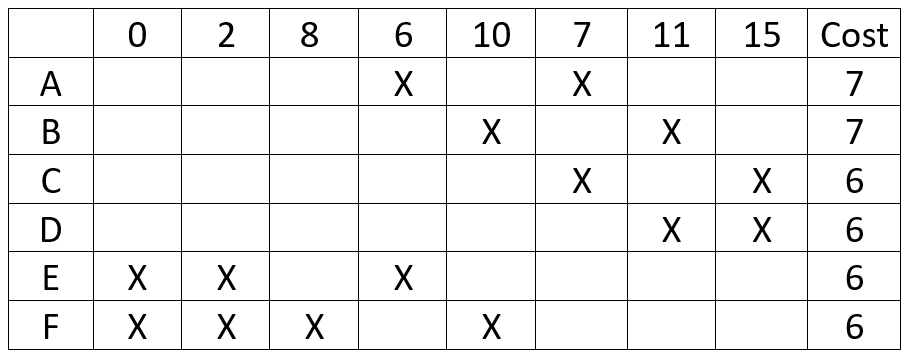 0 2 8 6 10 7 11 15 Cost
A X X 7
B X X 7
C X X 6
D X X 6
E X X X 6
F X X X X 6